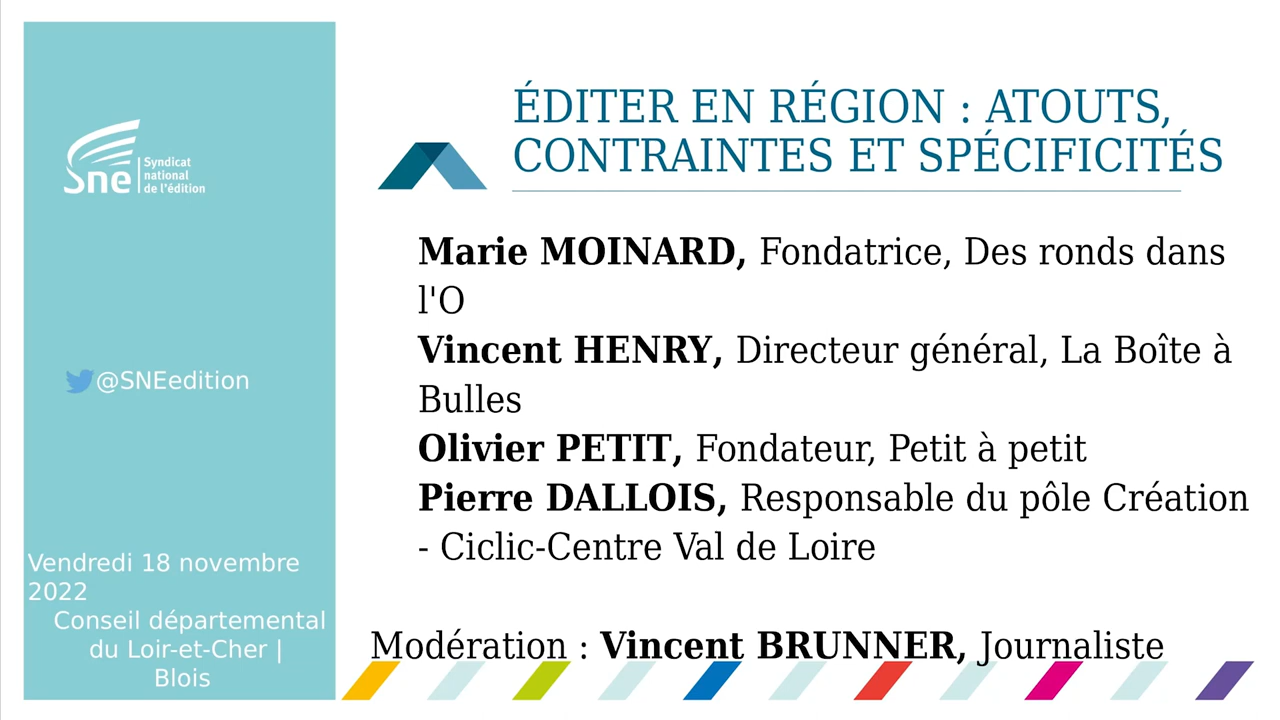 Sne
Syndicat
national
de l'édition
@SNEedition
Vendredi 18 novembre
2022
Conseil départemental
du Loir-et-Cher |
Blois
ÉDITER EN RÉGION : ATOUTS,
CONTRAINTES ET SPÉCIFICITÉS
Marie MOINARD, Fondatrice, Des ronds dans
l'O
Vincent HENRY, Directeur général, La Boîte à
Bulles
Olivier PETIT, Fondateur, Petit à petit
Pierre DALLOIS, Responsable du pôle Création
- Ciclic-Centre Val de Loire
Modération : Vincent BRUNNER, Journaliste